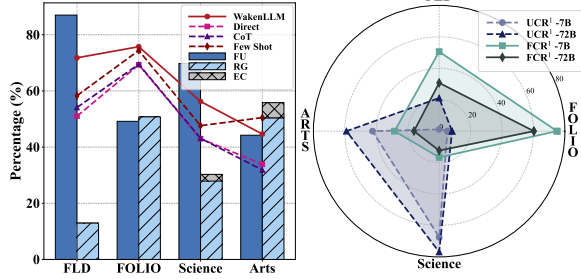 Percentage (%)
80
60
40
20
0
FLD
FOLIO
Science
Arts
WakenLLM
Direct
CoT
Few Shot
FU
RG
EC
UCR¹ -7B
UCR¹ -72B
FCR¹ -7B
FCR¹ -72B
ARTS
FOLIO
Science
0
20
40
60
80